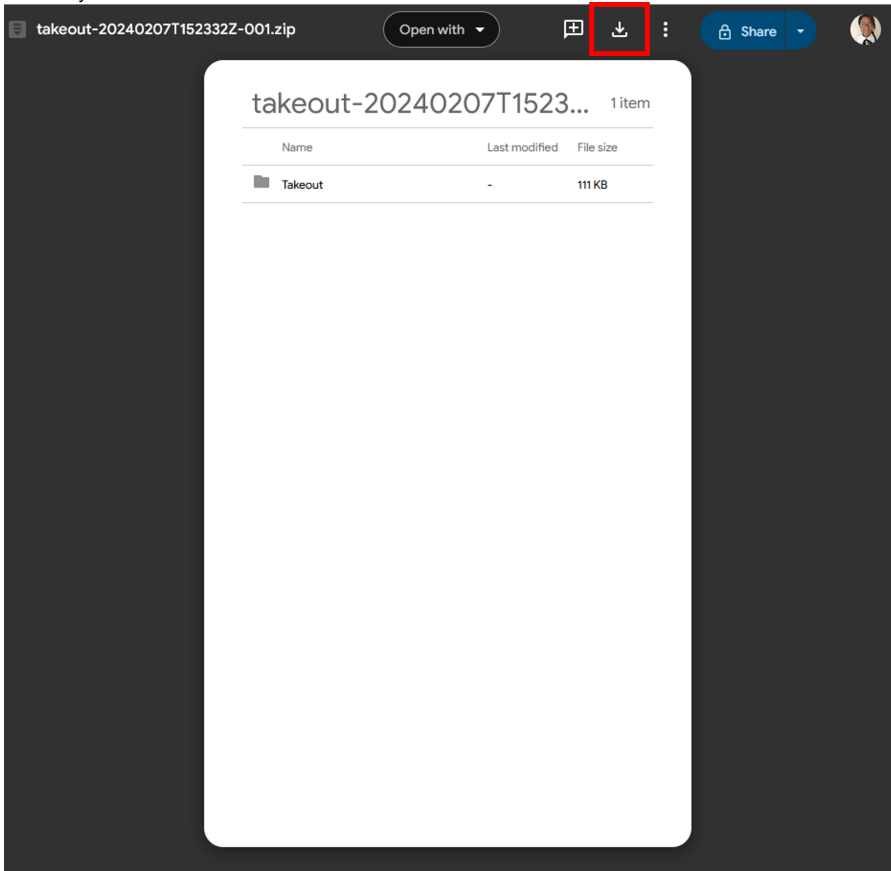 takeout-20240207T152332Z-001.zip Open with Share
takeout-20240207T1523... 1 item
Name Last modified File size
Takeout - 111 KB